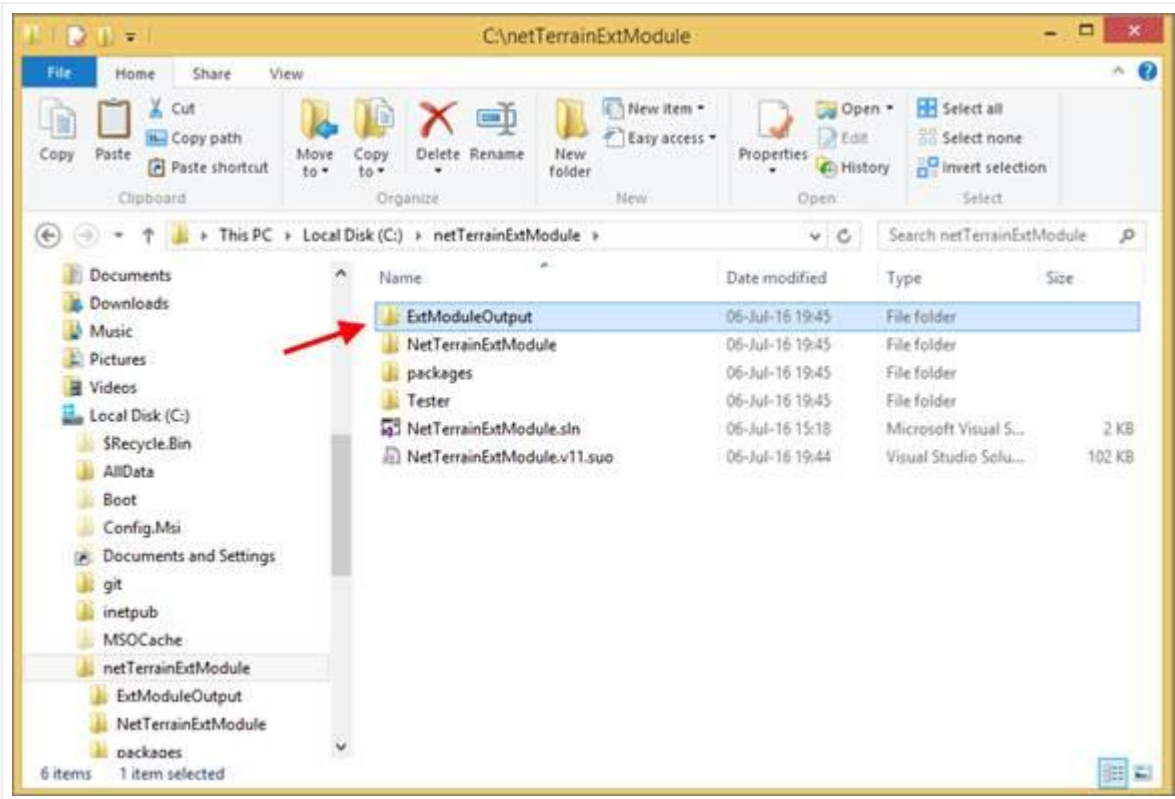 C:\netTerrainExtModule
File Home Share View
Copy
Paste
Cut
Copy path
Paste shortcut
Clipboard
Move to
Copy to
Delete
Rename
Organize
New folder
New item
Easy access
New
Properties
Open
Edit
History
Open
Select all
Select none
Invert selection
Select
This PC Local Disk (C:) netTerrainExtModule
Search netTerrainExtModule
Documents
Downloads
Music
Pictures
Videos
Local Disk (C:)
$Recycle.Bin
AllData
Boot
Config.Msi
Documents and Settings
git
inetpub
MSOCache
netTerrainExtModule
ExtModuleOutput
NetTerrainExtModule
packages
Name Date modified Type Size
ExtModuleOutput 06-Jul-16 19:45 File folder
NetTerrainExtModule 06-Jul-16 19:45 File folder
packages 06-Jul-16 19:45 File folder
Tester 06-Jul-16 19:45 File folder
NetTerrainExtModule.sln 06-Jul-16 15:18 Microsoft Visual S... 2 KB
NetTerrainExtModule.v11.suo 06-Jul-16 19:44 Visual Studio Solu... 102 KB
6 items 1 item selected